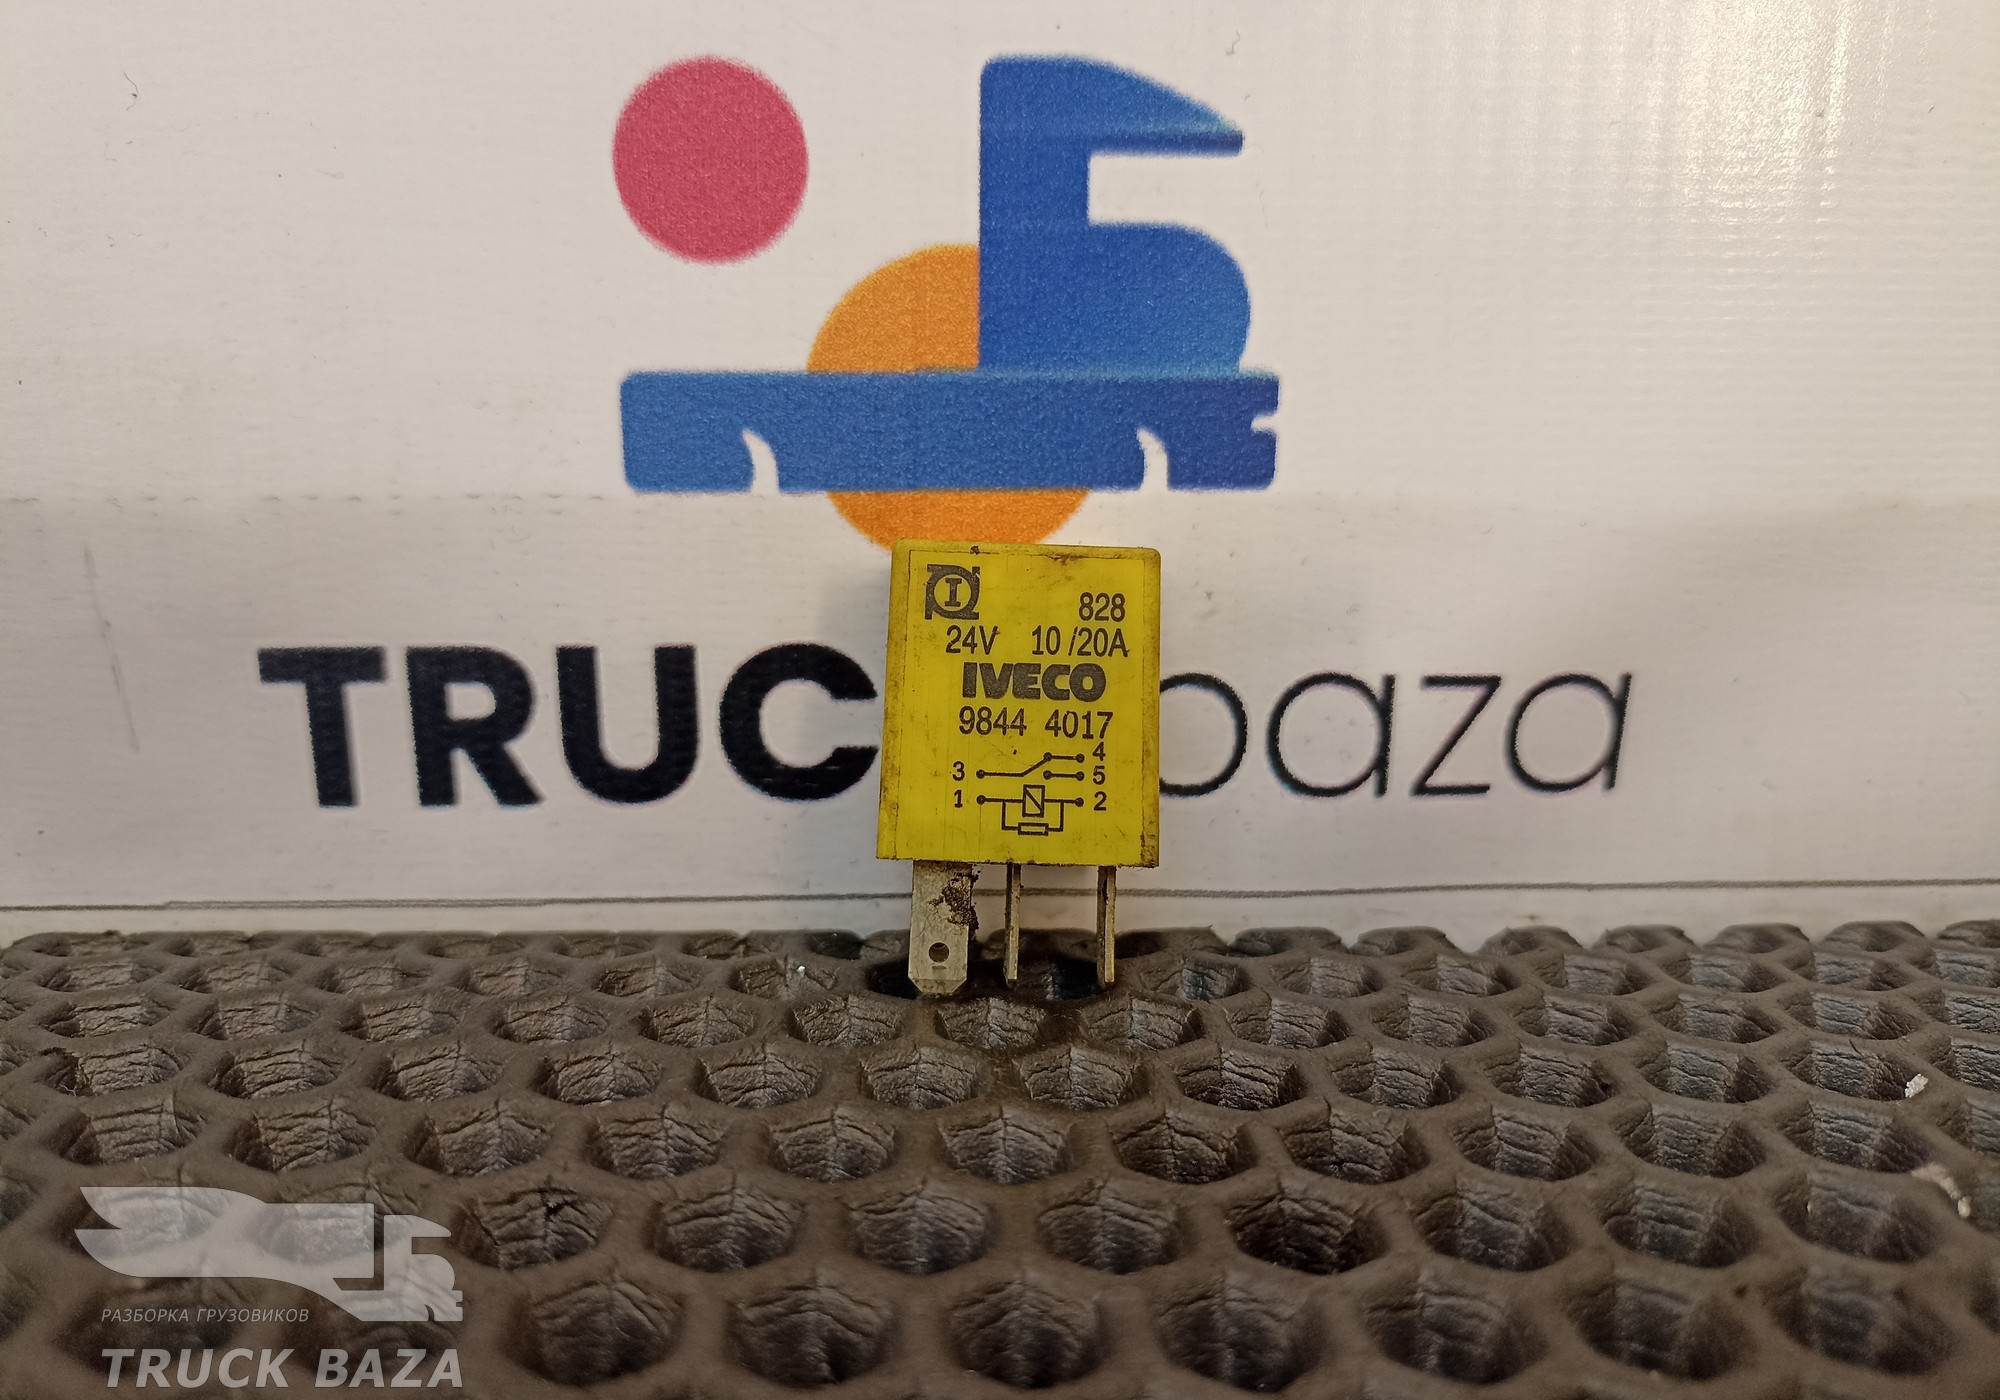 TRUC baza
I
828
24V 10/20A
IVECO
9844 4017
4
3
5
1
2
РАЗБОРКА ГРУЗОВИКОВ
TRUCK BAZA